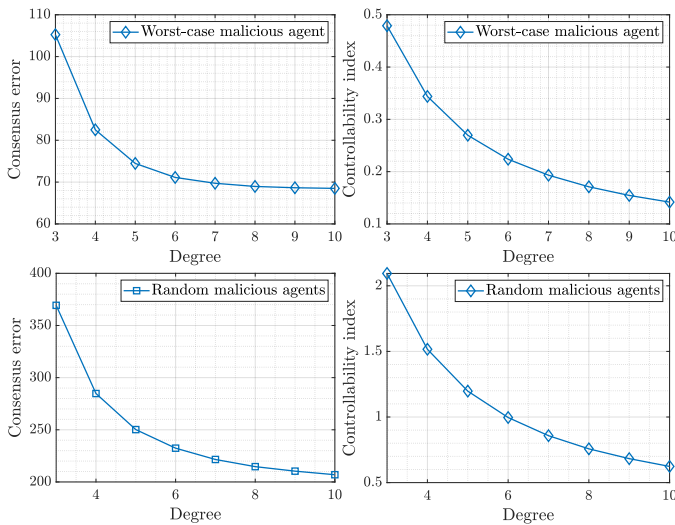 110
100
90
80
70
60
Consensus error
Worst-case malicious agent
3 4 5 6 7 8 9 10
Degree
0.5
0.4
0.3
0.2
0.1
Controllability index
Worst-case malicious agent
3 4 5 6 7 8 9 10
Degree
400
350
300
250
200
Consensus error
Random malicious agents
4 6 8 10
Degree
2
1.5
1
0.5
Controllability index
Random malicious agents
4 6 8 10
Degree